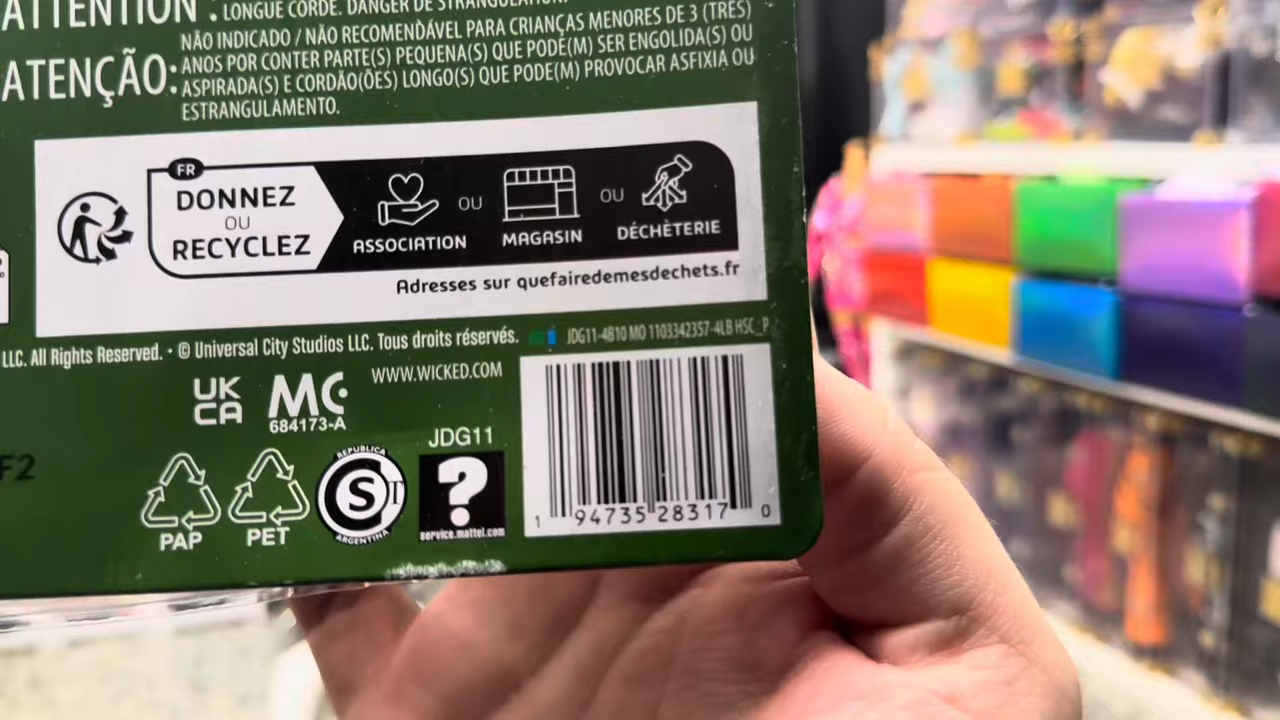 ATTENTION : LONGUE CORDE. DANGER DE STRANGULATION.
ATENÇÃO: NÃO INDICADO / NÃO RECOMENDÁVEL PARA CRIANÇAS MENORES DE 3 (TRÊS)
ANOS POR CONTER PARTE(S) PEQUENA(S) QUE PODE(M) SER ENGOLIDA(S) OU
ASPIRADA(S) E CORDÃO(ÕES) LONGO(S) QUE PODE(M) PROVOCAR ASFIXIA OU
ESTRANGULAMENTO.
FR
DONNEZ
OU
RECYCLEZ
ASSOCIATION
OU
MAGASIN
OU
DÉCHÈTERIE
Adresses sur quefairedemesdechets.fr
LLC. All Rights Reserved. • © Universal City Studios LLC. Tous droits réservés.
JDG11-4B10 MO 1103342357-4LB HSC_P
WWW.WICKED.COM
UK
CA
MC
684173-A
F2
JDG11
PAP
PET
REPUBLICA
S
ARGENTINA
?
service.mattel.com
1 94735 28317 0